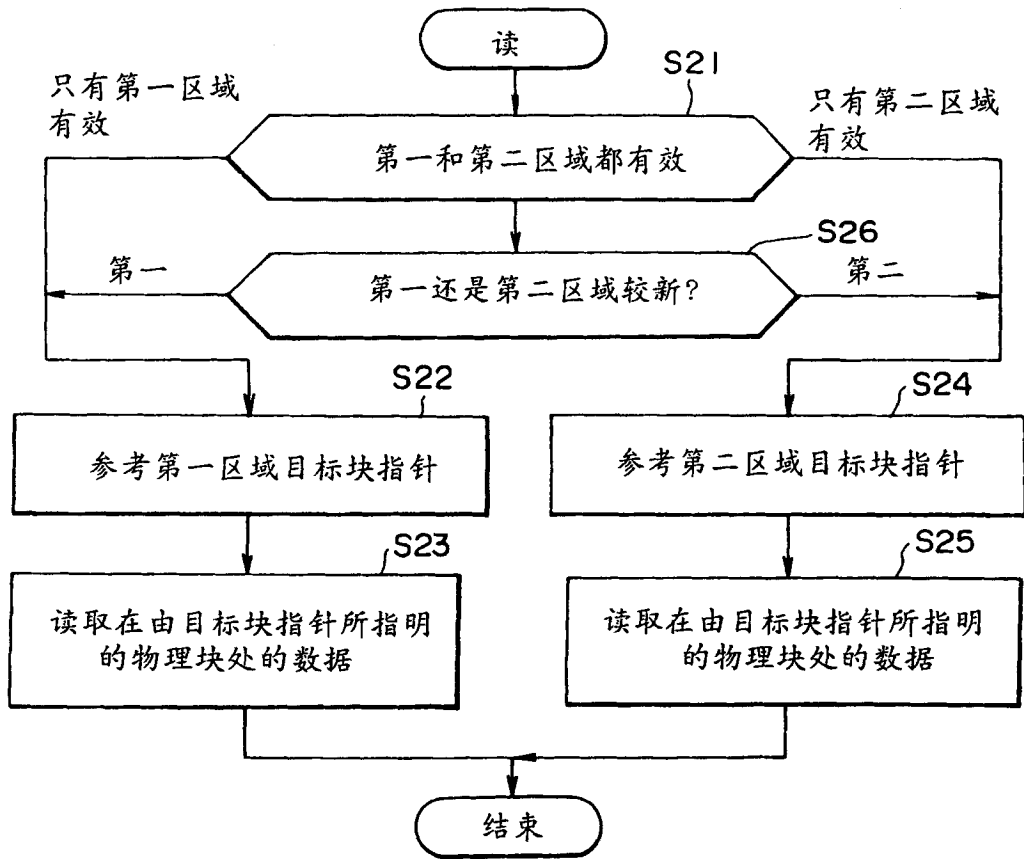 读
S21
只有第一区域
有效
只有第二区域
有效
第一和第二区域都有效
S26
第一
第一还是第二区域较新?
第二
S22
S24
参考第一区域目标块指针
参考第二区域目标块指针
S23
S25
读取在由目标块指针所指明
的物理块处的数据
读取在由目标块指针所指明
的物理块处的数据
结束